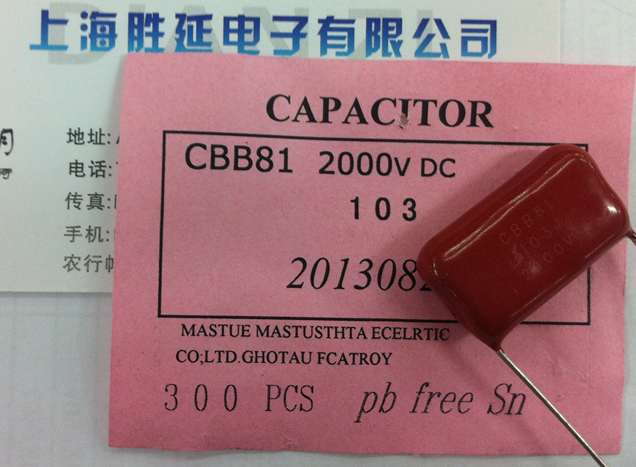 上海胜延电子有限公司
地址:
电话:
传真:
手机:
农行帐
CAPACITOR
CBB81 2000V DC
103
201308
MASTUE MASTUSTHTA ECELRTIC
CO;LTD.GHOTAU FCATROY
300 PCS pb free Sn
CBB81
103